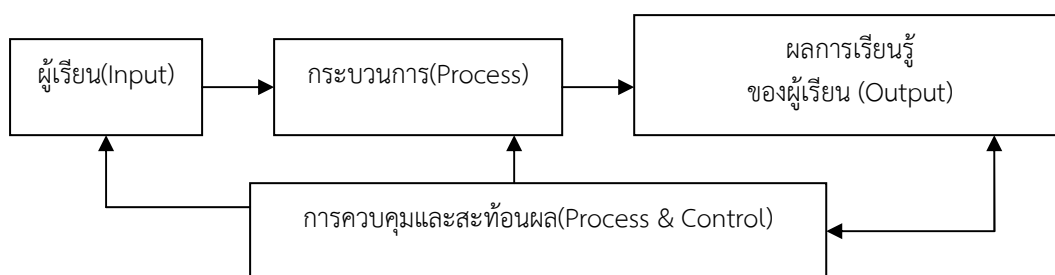 ผู้เรียน(Input)
กระบวนการ(Process)
ผลการเรียนรู้
ของผู้เรียน (Output)
การควบคุมและสะท้อนผล(Process & Control)